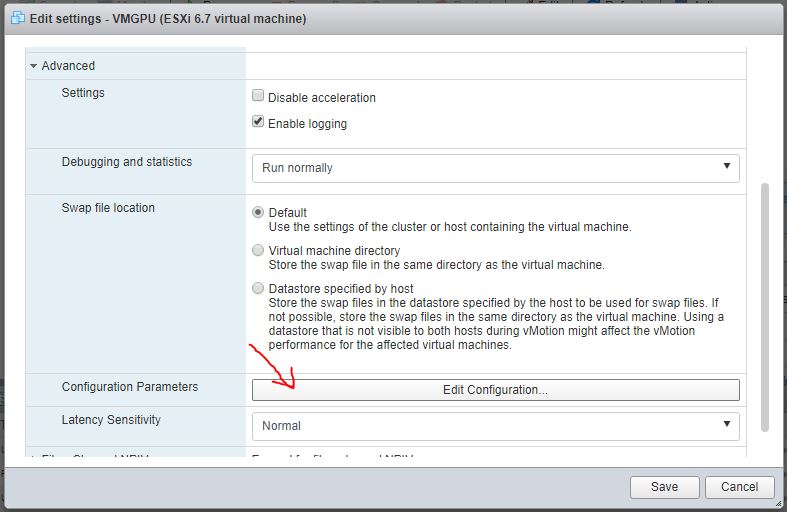 Edit settings - VMGPU (ESXi 6.7 virtual machine)
Advanced
Settings
Disable acceleration
Enable logging
Debugging and statistics
Run normally
Swap file location
Default
Use the settings of the cluster or host containing the virtual machine.
Virtual machine directory
Store the swap file in the same directory as the virtual machine.
Datastore specified by host
Store the swap files in the datastore specified by the host to be used for swap files. If
not possible, store the swap files in the same directory as the virtual machine. Using a
datastore that is not visible to both hosts during vMotion might affect the vMotion
performance for the affected virtual machines.
Configuration Parameters
Edit Configuration...
Latency Sensitivity
Normal
Save
Cancel